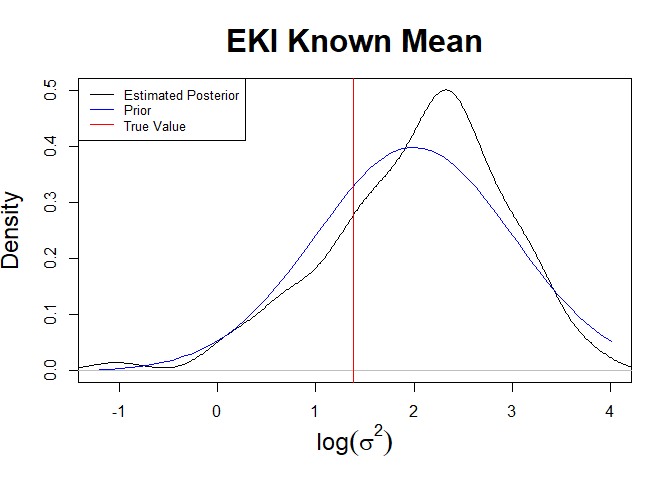 EKI Known Mean
Estimated Posterior
Prior
True Value
Density
0.5
0.4
0.3
0.2
0.1
0.0
-1 0 1 2 3 4
log(σ²)